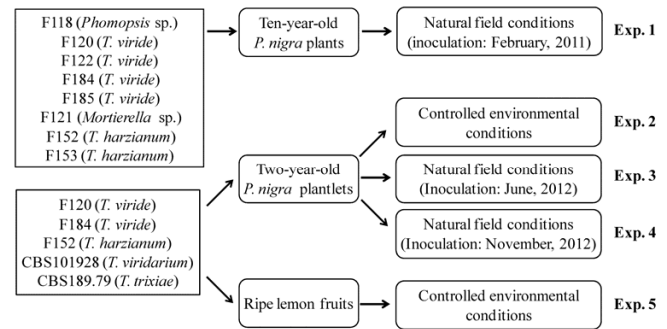 F118 (Phomopsis sp.)
F120 (T. viride)
F122 (T. viride)
F184 (T. viride)
F185 (T. viride)
F121 (Mortierella sp.)
F152 (T. harzianum)
F153 (T. harzianum)
Ten-year-old
P. nigra plants
Natural field conditions
(inoculation: February, 2011)
Exp. 1
F120 (T. viride)
F184 (T. viride)
F152 (T. harzianum)
CBS101928 (T. viridarium)
CBS189.79 (T. trixiae)
Two-year-old
P. nigra plantlets
Controlled environmental
conditions
Exp. 2
Natural field conditions
(Inoculation: June, 2012)
Exp. 3
Natural field conditions
(Inoculation: November, 2012)
Exp. 4
Ripe lemon fruits
Controlled environmental
conditions
Exp. 5